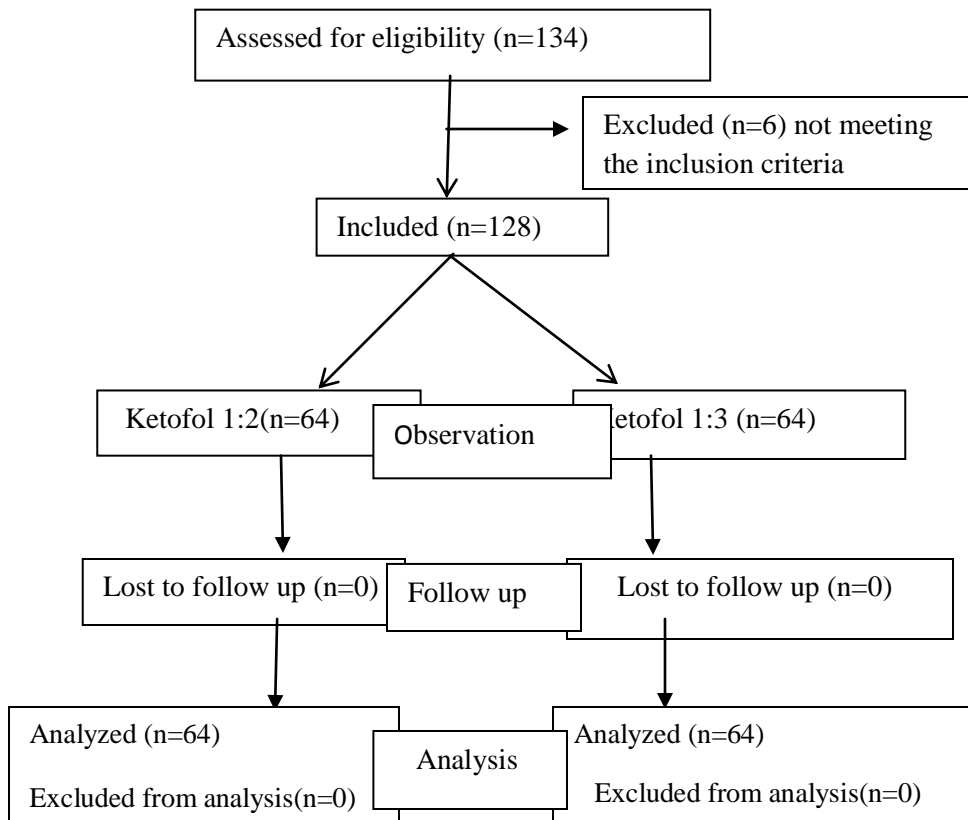 Assessed for eligibility (n=134)
Excluded (n=6) not meeting
the inclusion criteria
Included (n=128)
Ketofol 1:2(n=64)
Observation
etofol 1:3 (n=64)
Lost to follow up (n=0)
Follow up
Lost to follow up (n=0)
Analyzed (n=64)
Excluded from analysis(n=0)
Analysis
Analyzed (n=64)
Excluded from analysis(n=0)